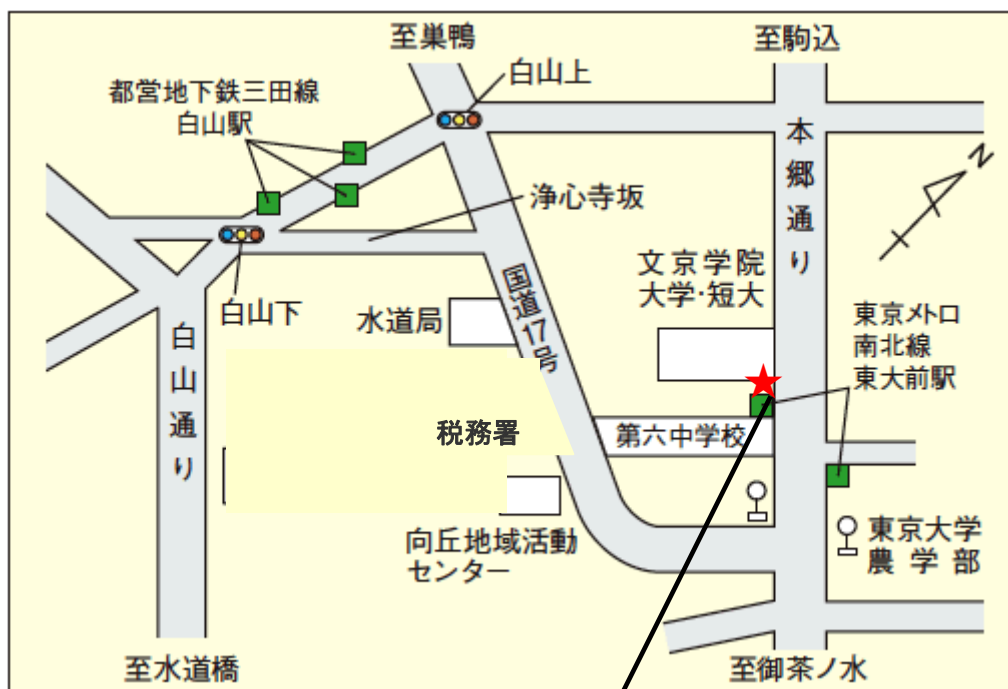 至巣鴨
至駒込
白山上
都営地下鉄三田線
白山駅
本郷通り
N
浄心寺坂
文京学院
大学・短大
国道17号
白山下
水道局
東京メトロ
南北線
東大前駅
白山通り
税務署
第六中学校
向丘地域活動
センター
東京大学
農学部
至水道橋
至御茶ノ水